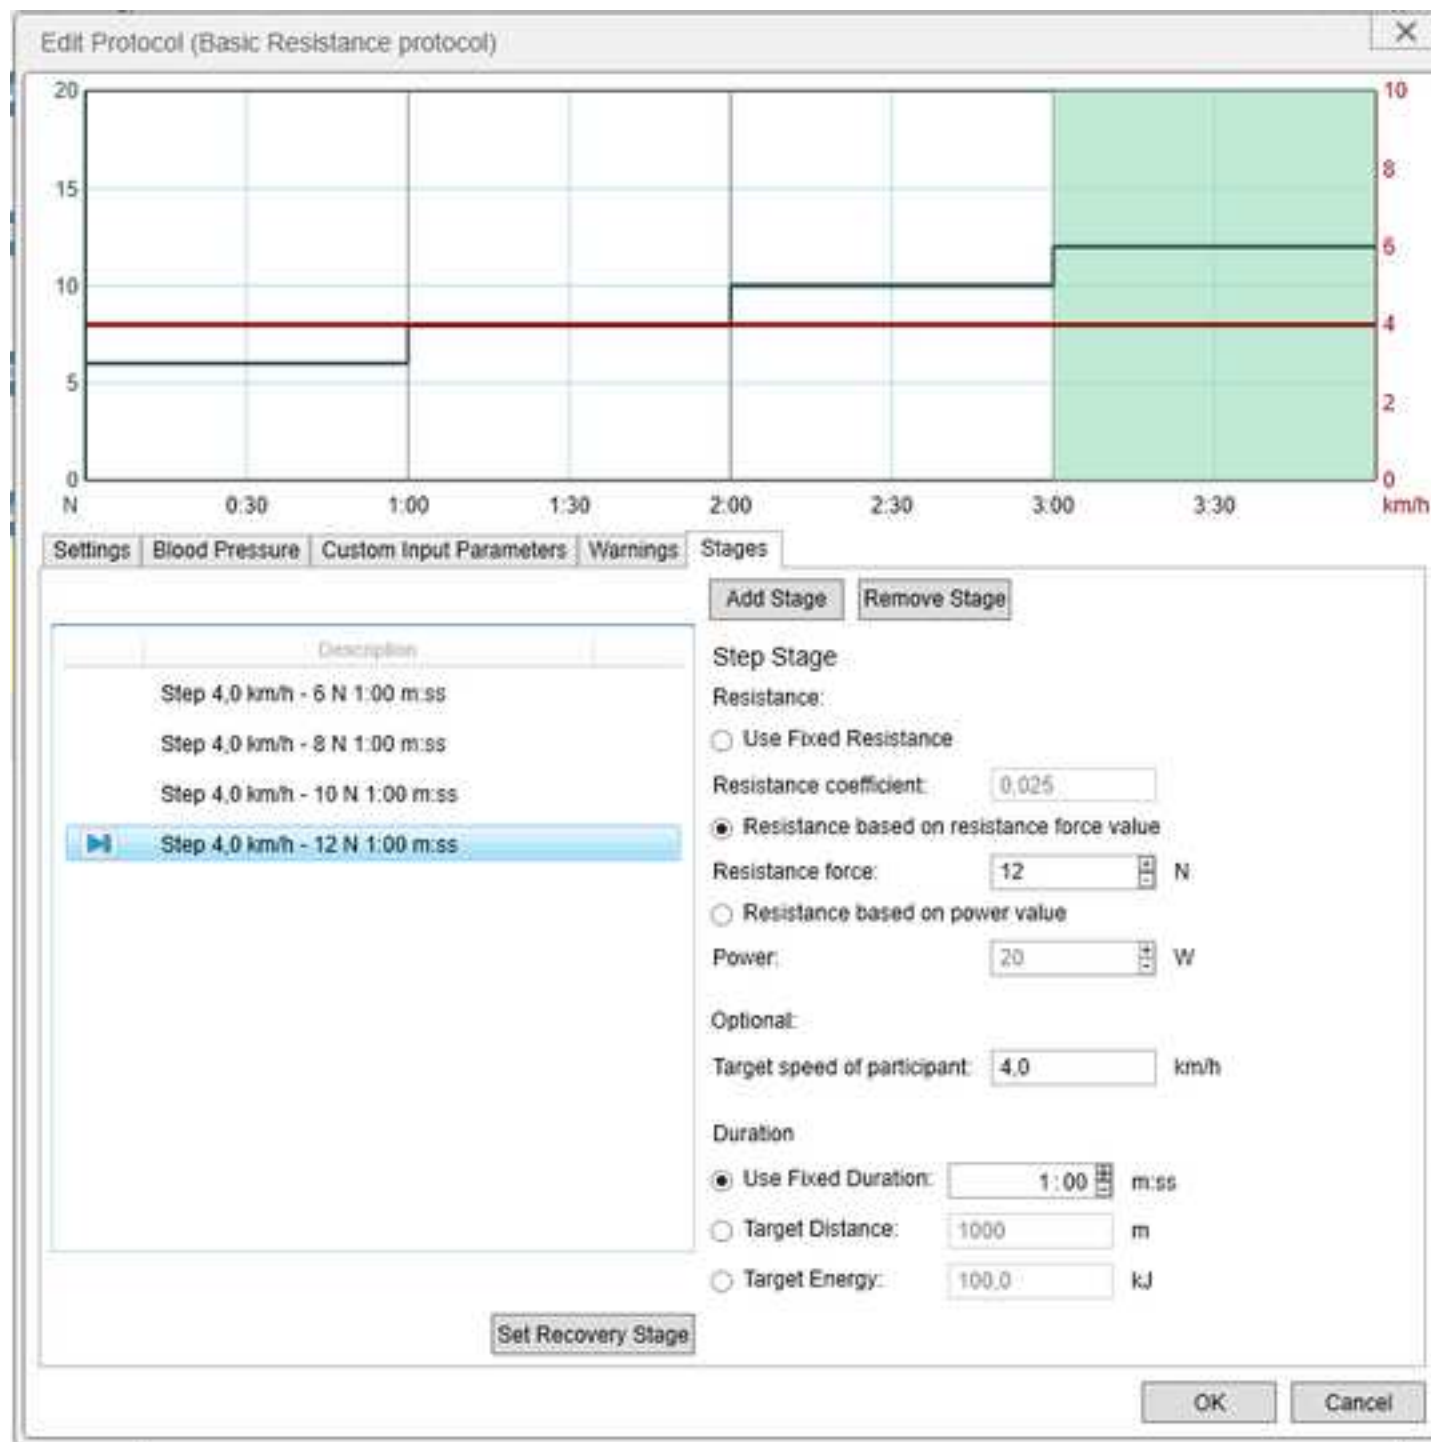 Edit Protocol (Basic Resistance protocol)
20
10
15
8
6
10
4
5
2
0
0
N
0:30
1:00
1:30
2:00
2:30
3:00
3:30
km/h
Settings
Blood Pressure
Custom Input Parameters
Warnings
Stages
Add Stage
Remove Stage
Description
Step 4,0 km/h - 6 N 1:00 m:ss
Step 4,0 km/h - 8 N 1:00 m:ss
Step 4,0 km/h - 10 N 1:00 m:ss
Step 4,0 km/h - 12 N 1:00 m:ss
Step Stage
Resistance:
Use Fixed Resistance
Resistance coefficient: 0,025
Resistance based on resistance force value
Resistance force: 12 N
Resistance based on power value
Power: 20 W
Optional:
Target speed of participant: 4,0 km/h
Duration
Use Fixed Duration: 1:00 m:ss
Target Distance: 1000 m
Target Energy: 100,0 kJ
Set Recovery Stage
OK
Cancel